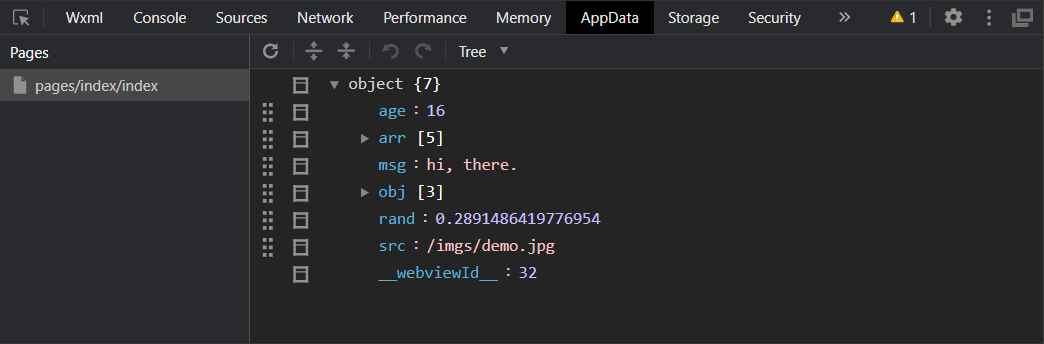 Wxml Console Sources Network Performance Memory AppData Storage Security » 1
Pages
Tree
pages/index/index
object {7}
age : 16
arr [5]
msg : hi, there.
obj [3]
rand : 0.2891486419776954
src : /imgs/demo.jpg
__webviewId__ : 32